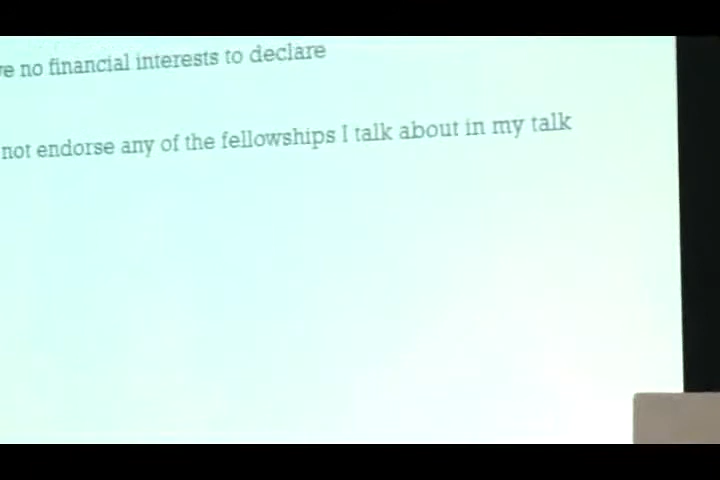 no financial interests to declare
not endorse any of the fellowships I talk about in my talk